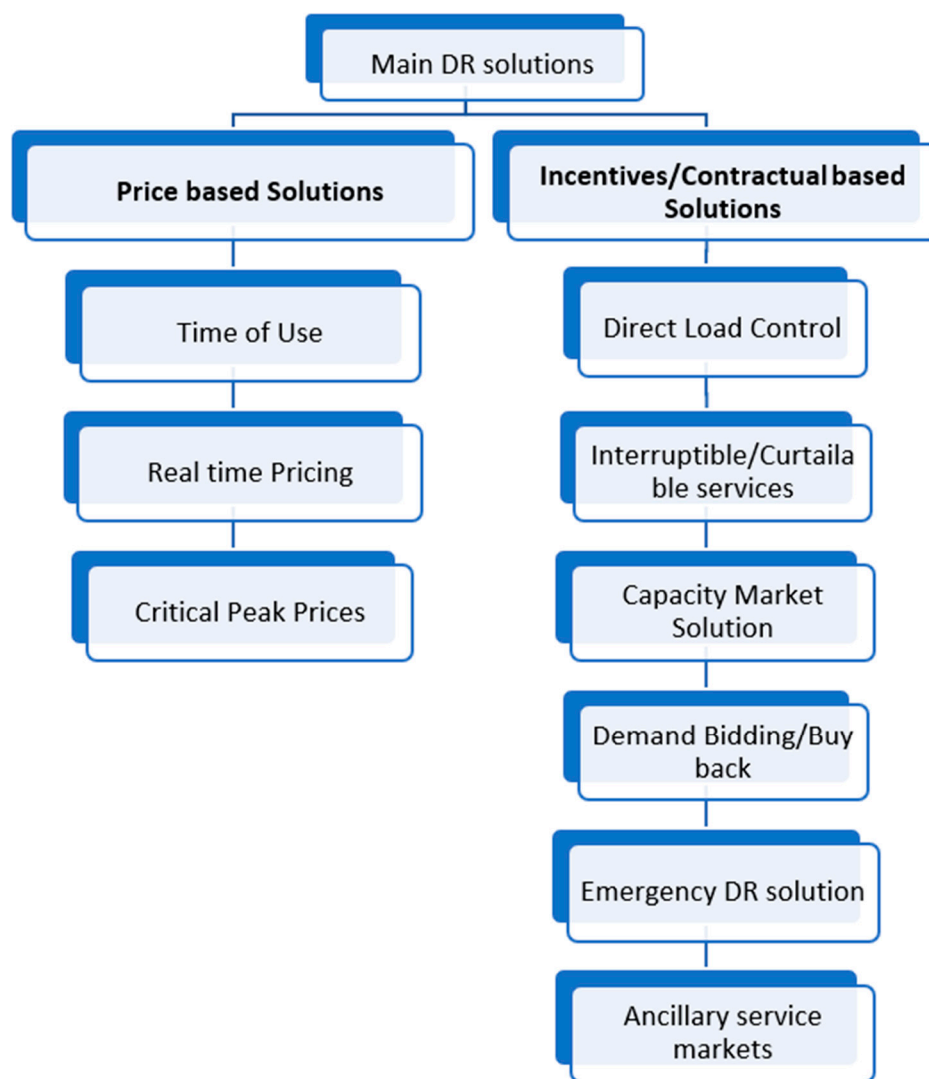 Main DR solutions
Price based Solutions
Incentives/Contractual based
Solutions
Time of Use
Direct Load Control
Real time Pricing
Interruptible/Curtaila
ble services
Critical Peak Prices
Capacity Market
Solution
Demand Bidding/Buy
back
Emergency DR solution
Ancillary service
markets